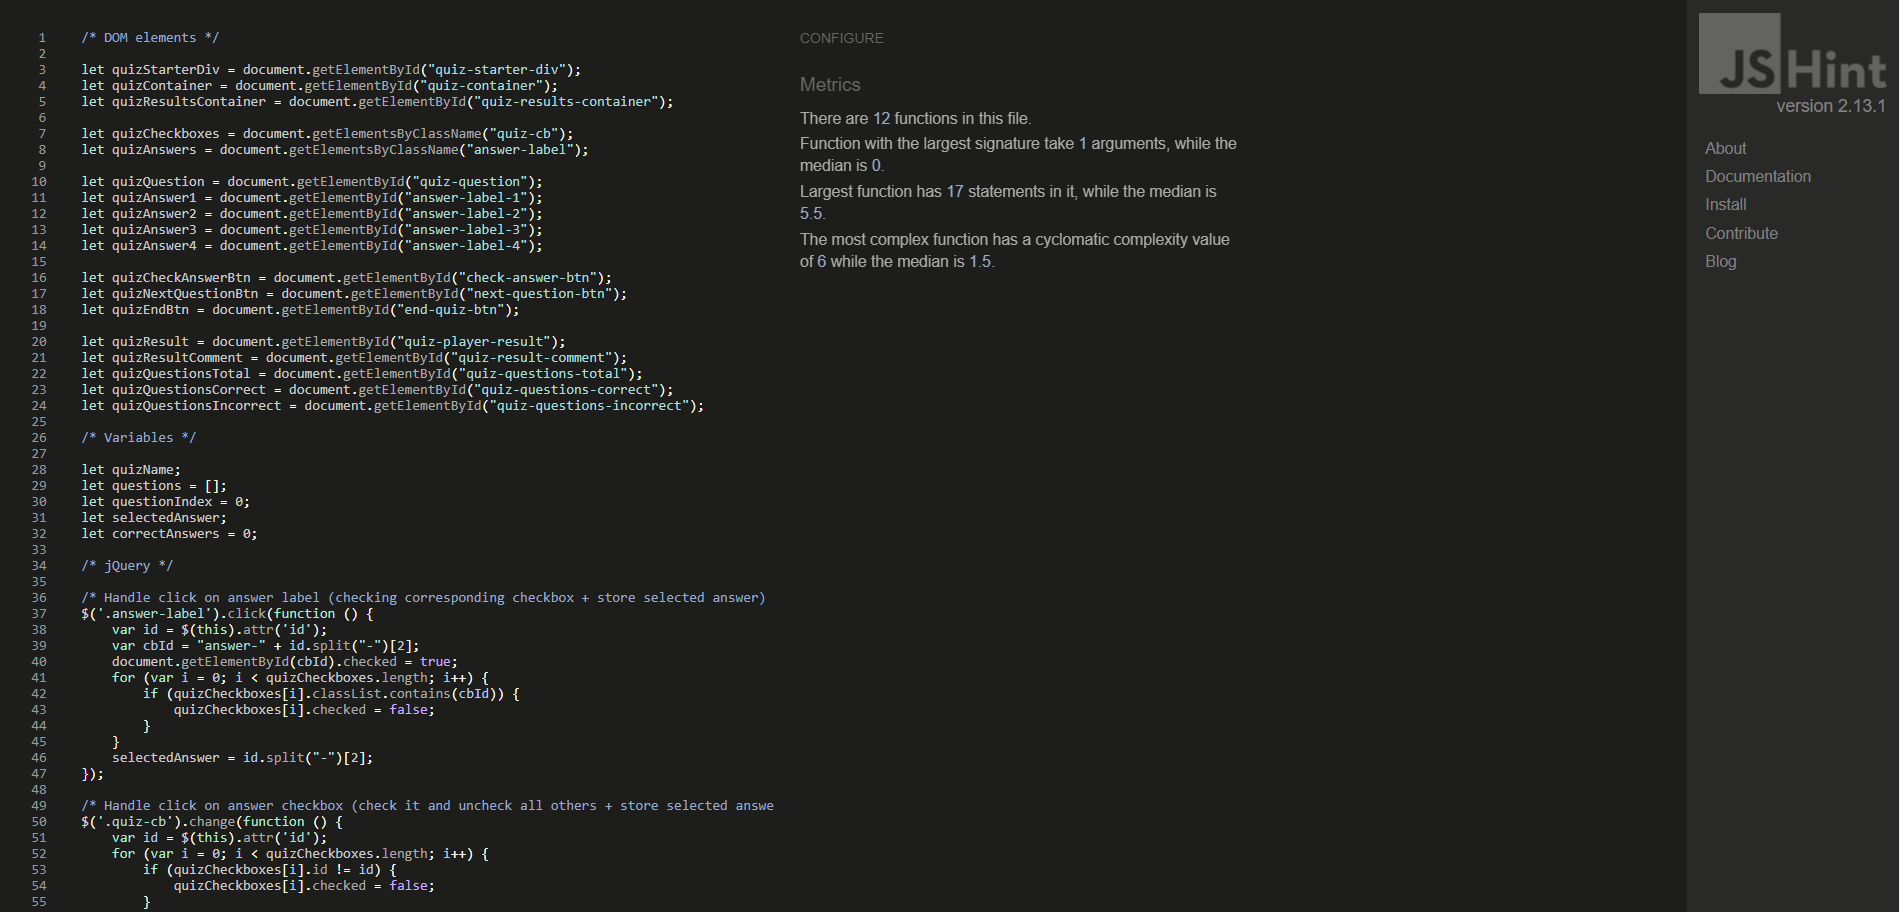 1 /* DOM elements */
2
3 let quizStarterDiv = document.getElementById("quiz-starter-div");
4 let quizContainer = document.getElementById("quiz-container");
5 let quizResultsContainer = document.getElementById("quiz-results-container");
6
7 let quizCheckboxes = document.getElementsByClassName("quiz-cb");
8 let quizAnswers = document.getElementsByClassName("answer-label");
9
10 let quizQuestion = document.getElementById("quiz-question");
11 let quizAnswer1 = document.getElementById("answer-label-1");
12 let quizAnswer2 = document.getElementById("answer-label-2");
13 let quizAnswer3 = document.getElementById("answer-label-3");
14 let quizAnswer4 = document.getElementById("answer-label-4");
15
16 let quizCheckAnswerBtn = document.getElementById("check-answer-btn");
17 let quizNextQuestionBtn = document.getElementById("next-question-btn");
18 let quizEndBtn = document.getElementById("end-quiz-btn");
19
20 let quizResult = document.getElementById("quiz-player-result");
21 let quizResultComment = document.getElementById("quiz-result-comment");
22 let quizQuestionsTotal = document.getElementById("quiz-questions-total");
23 let quizQuestionsCorrect = document.getElementById("quiz-questions-correct");
24 let quizQuestionsIncorrect = document.getElementById("quiz-questions-incorrect");
25
26 /* Variables */
27
28 let quizName;
29 let questions = [];
30 let questionIndex = 0;
31 let selectedAnswer;
32 let correctAnswers = 0;
33
34 /* jQuery */
35
36 /* Handle click on answer label (checking corresponding checkbox + store selected answer)
37 $('.answer-label').click(function () {
38 var id = $(this).attr('id');
39 var cbId = "answer-" + id.split("-")[2];
40 document.getElementById(cbId).checked = true;
41 for (var i = 0; i < quizCheckboxes.length; i++) {
42 if (quizCheckboxes[i].classList.contains(cbId)) {
43 quizCheckboxes[i].checked = false;
44 }
45 }
46 selectedAnswer = id.split("-")[2];
47 });
48
49 /* Handle click on answer checkbox (check it and uncheck all others + store selected answe
50 $('.quiz-cb').change(function () {
51 var id = $(this).attr('id');
52 for (var i = 0; i < quizCheckboxes.length; i++) {
53 if (quizCheckboxes[i].id != id) {
54 quizCheckboxes[i].checked = false;
55 }
CONFIGURE
Metrics
There are 12 functions in this file.
Function with the largest signature take 1 arguments, while the
median is 0.
Largest function has 17 statements in it, while the median is
5.5.
The most complex function has a cyclomatic complexity value
of 6 while the median is 1.5.
JSHint
version 2.13.1
About
Documentation
Install
Contribute
Blog